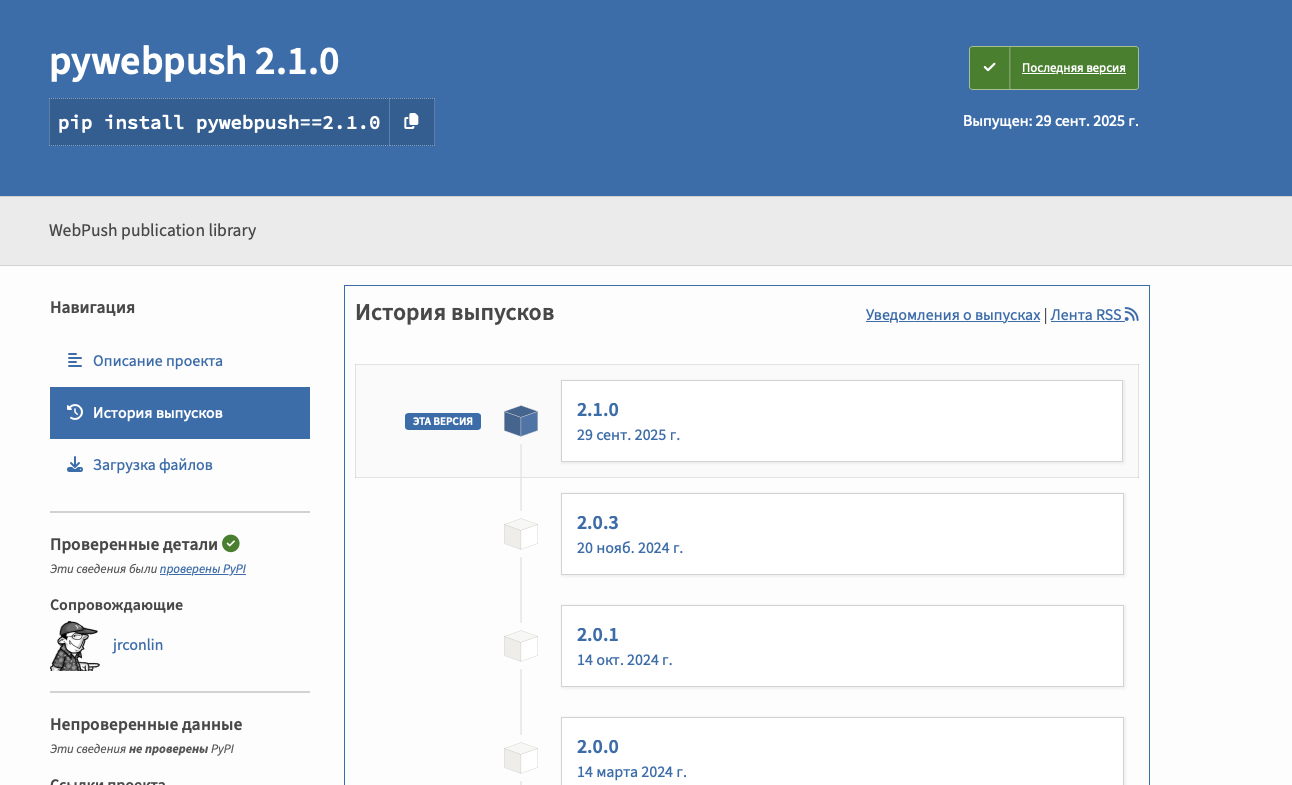 pywebpush 2.1.0
pip install pywebpush==2.1.0
Последняя версия
Выпущен: 29 сент. 2025 г.
WebPush publication library
Навигация
Описание проекта
История выпусков
Загрузка файлов
Проверенные детали
Эти сведения были проверены PyPI
Сопровождающие
jrconlin
Непроверенные данные
Эти сведения не проверены PyPI
Ссылки проекта
История выпусков
Уведомления о выпусках | Лента RSS
ЭТА ВЕРСИЯ
2.1.0
29 сент. 2025 г.
2.0.3
20 нояб. 2024 г.
2.0.1
14 окт. 2024 г.
2.0.0
14 марта 2024 г.